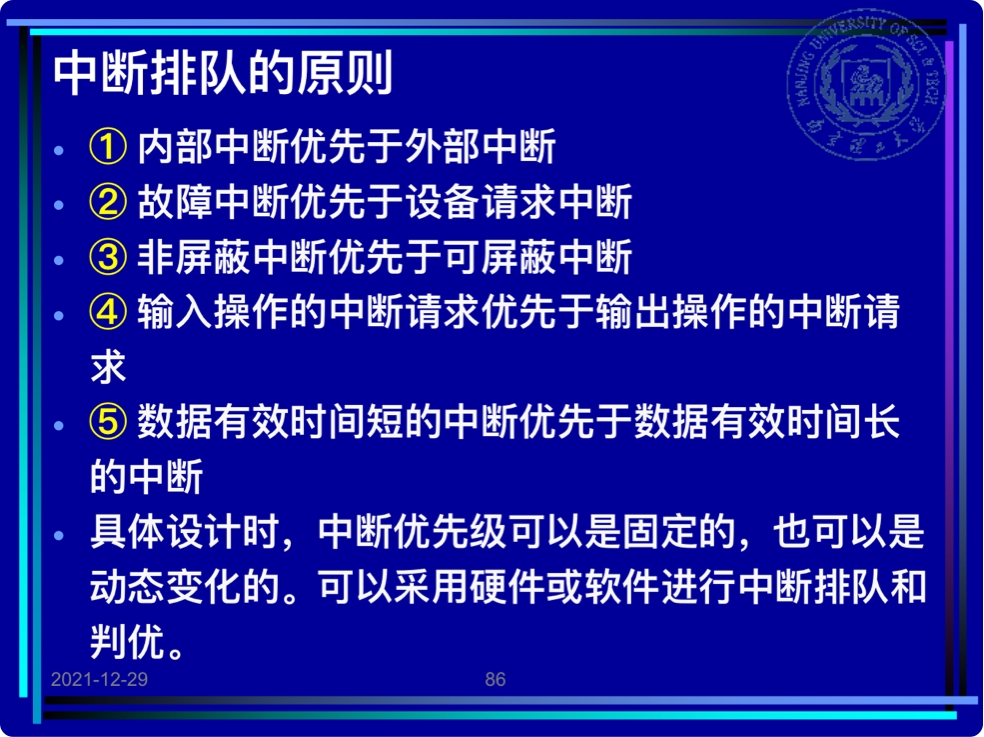 中断排队的原则
NANJING UNIVERSITY OF SCI. & TECH
南京理工大学
• ① 内部中断优先于外部中断
• ② 故障中断优先于设备请求中断
• ③ 非屏蔽中断优先于可屏蔽中断
• ④ 输入操作的中断请求优先于输出操作的中断请
求
• ⑤ 数据有效时间短的中断优先于数据有效时间长
的中断
• 具体设计时，中断优先级可以是固定的，也可以是
动态变化的。可以采用硬件或软件进行中断排队和
判优。
2021-12-29
86